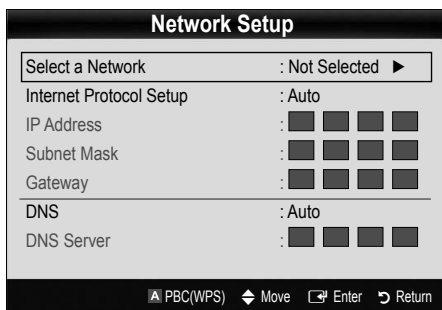 Network Setup
Select a Network : Not Selected ►
Internet Protocol Setup : Auto
IP Address :
Subnet Mask :
Gateway :
DNS : Auto
DNS Server :
A PBC(WPS) Move Enter Return